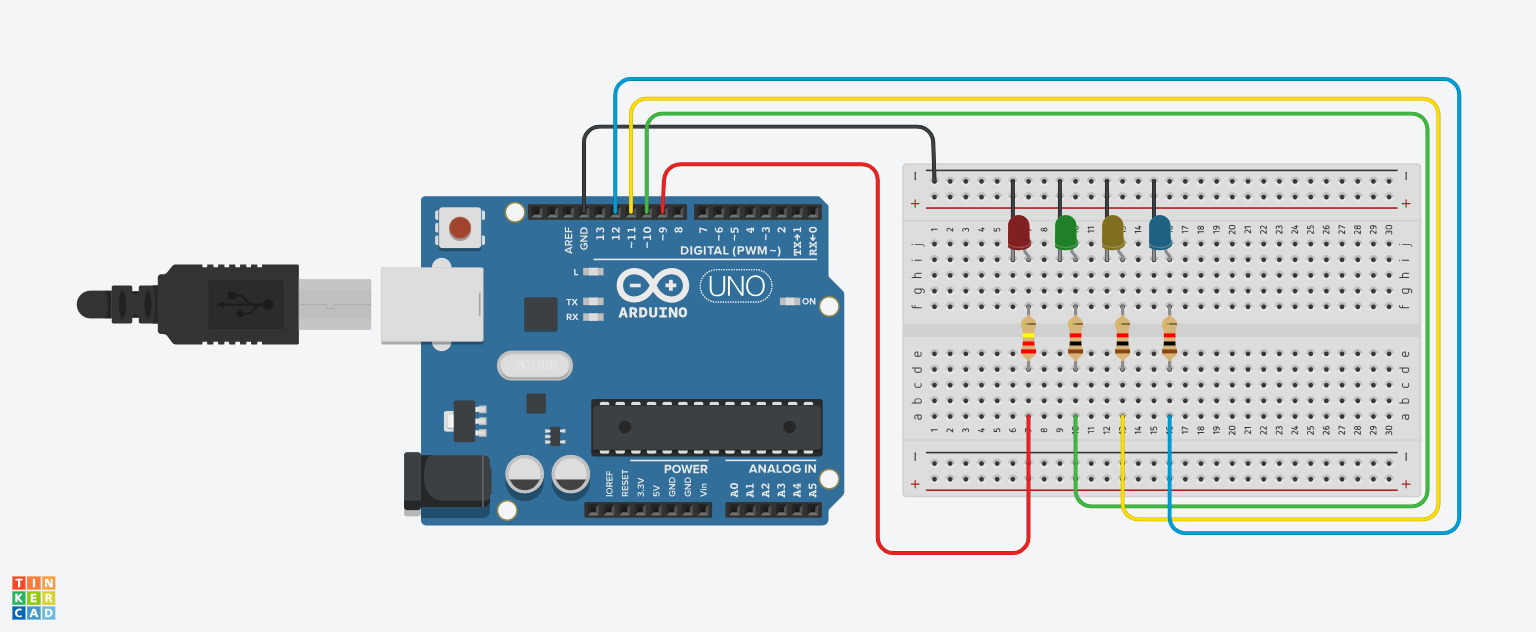 AREF
GND
13
12
~11
~10
~9
8
7
~6
~5
4
~3
2
TX→1
RX←0
DIGITAL (PWM ~)
L
TX
RX
ARDUINO
UNO
ON
POWER
ANALOG IN
IOREF
RESET
3.3V
5V
GND
GND
Vin
A0
A1
A2
A3
A4
A5
1 2 3 4 5 8 9 11 12 14 15 17 18 19 20 21 22 23 24 25 26 27 28 29 30
j j
i i
h h
g g
f f
e e
d d
c c
b b
a a
1 2 3 4 5 6 7 8 9 10 11 12 13 14 15 16 17 18 19 20 21 22 23 24 25 26 27 28 29 30
TIN
KER
CAD